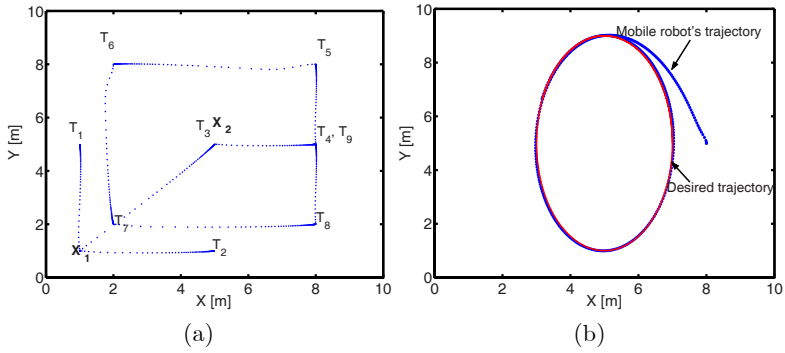 10
8
6
4
2
0
0 2 4 6 8 10
Y [m]
X [m]
T6
T5
T1
T3
X2
T4, T9
T7
T8
X1
T2
(a)
10
8
6
4
2
0
0 2 4 6 8 10
Y [m]
X [m]
Mobile robot's trajectory
Desired trajectory
(b)